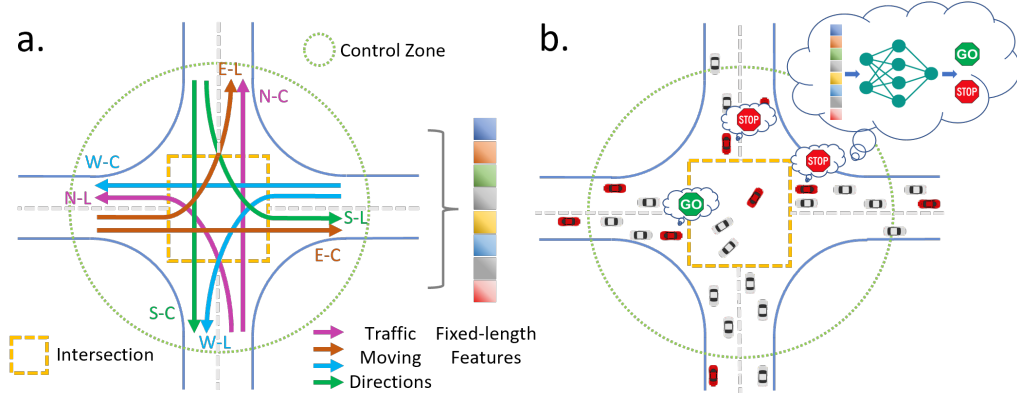 a.
Control Zone
E-L
N-C
W-C
N-L
S-L
E-C
S-C
W-L
Intersection
Traffic
Moving
Directions
Fixed-length
Features
b.
GO
STOP
STOP
STOP
GO